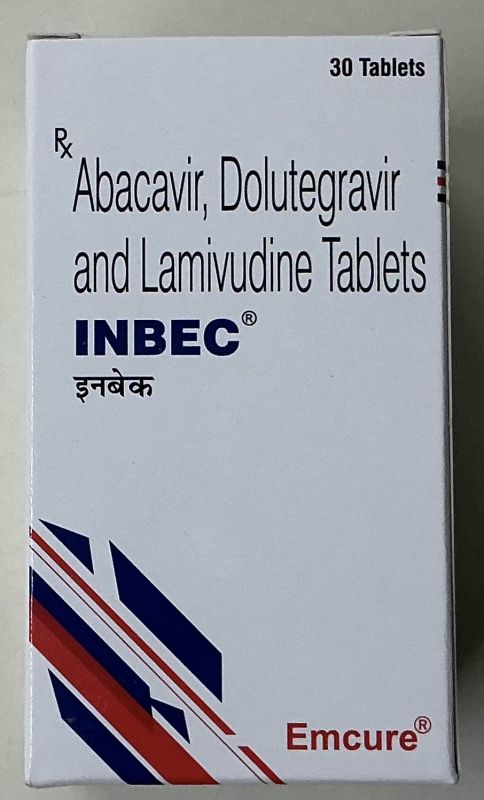 30 Tablets
Rx
Abacavir, Dolutegravir
and Lamivudine Tablets
INBEC®
इनबेक
Emcure®